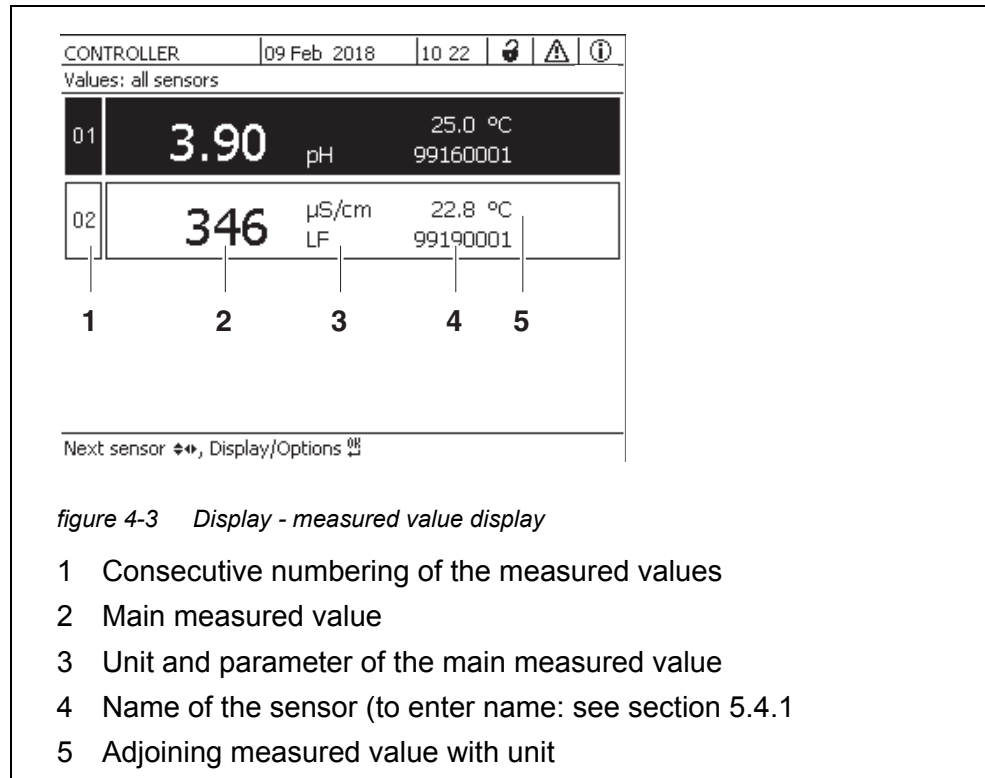 CONTROLLER 09 Feb 2018 10 22
Values: all sensors
01 3.90 pH 25.0 °C 99160001
02 346 µS/cm LF 22.8 °C 99190001
1 2 3 4 5
Next sensor, Display/Options OK
figure 4-3 Display - measured value display
1 Consecutive numbering of the measured values
2 Main measured value
3 Unit and parameter of the main measured value
4 Name of the sensor (to enter name: see section 5.4.1
5 Adjoining measured value with unit